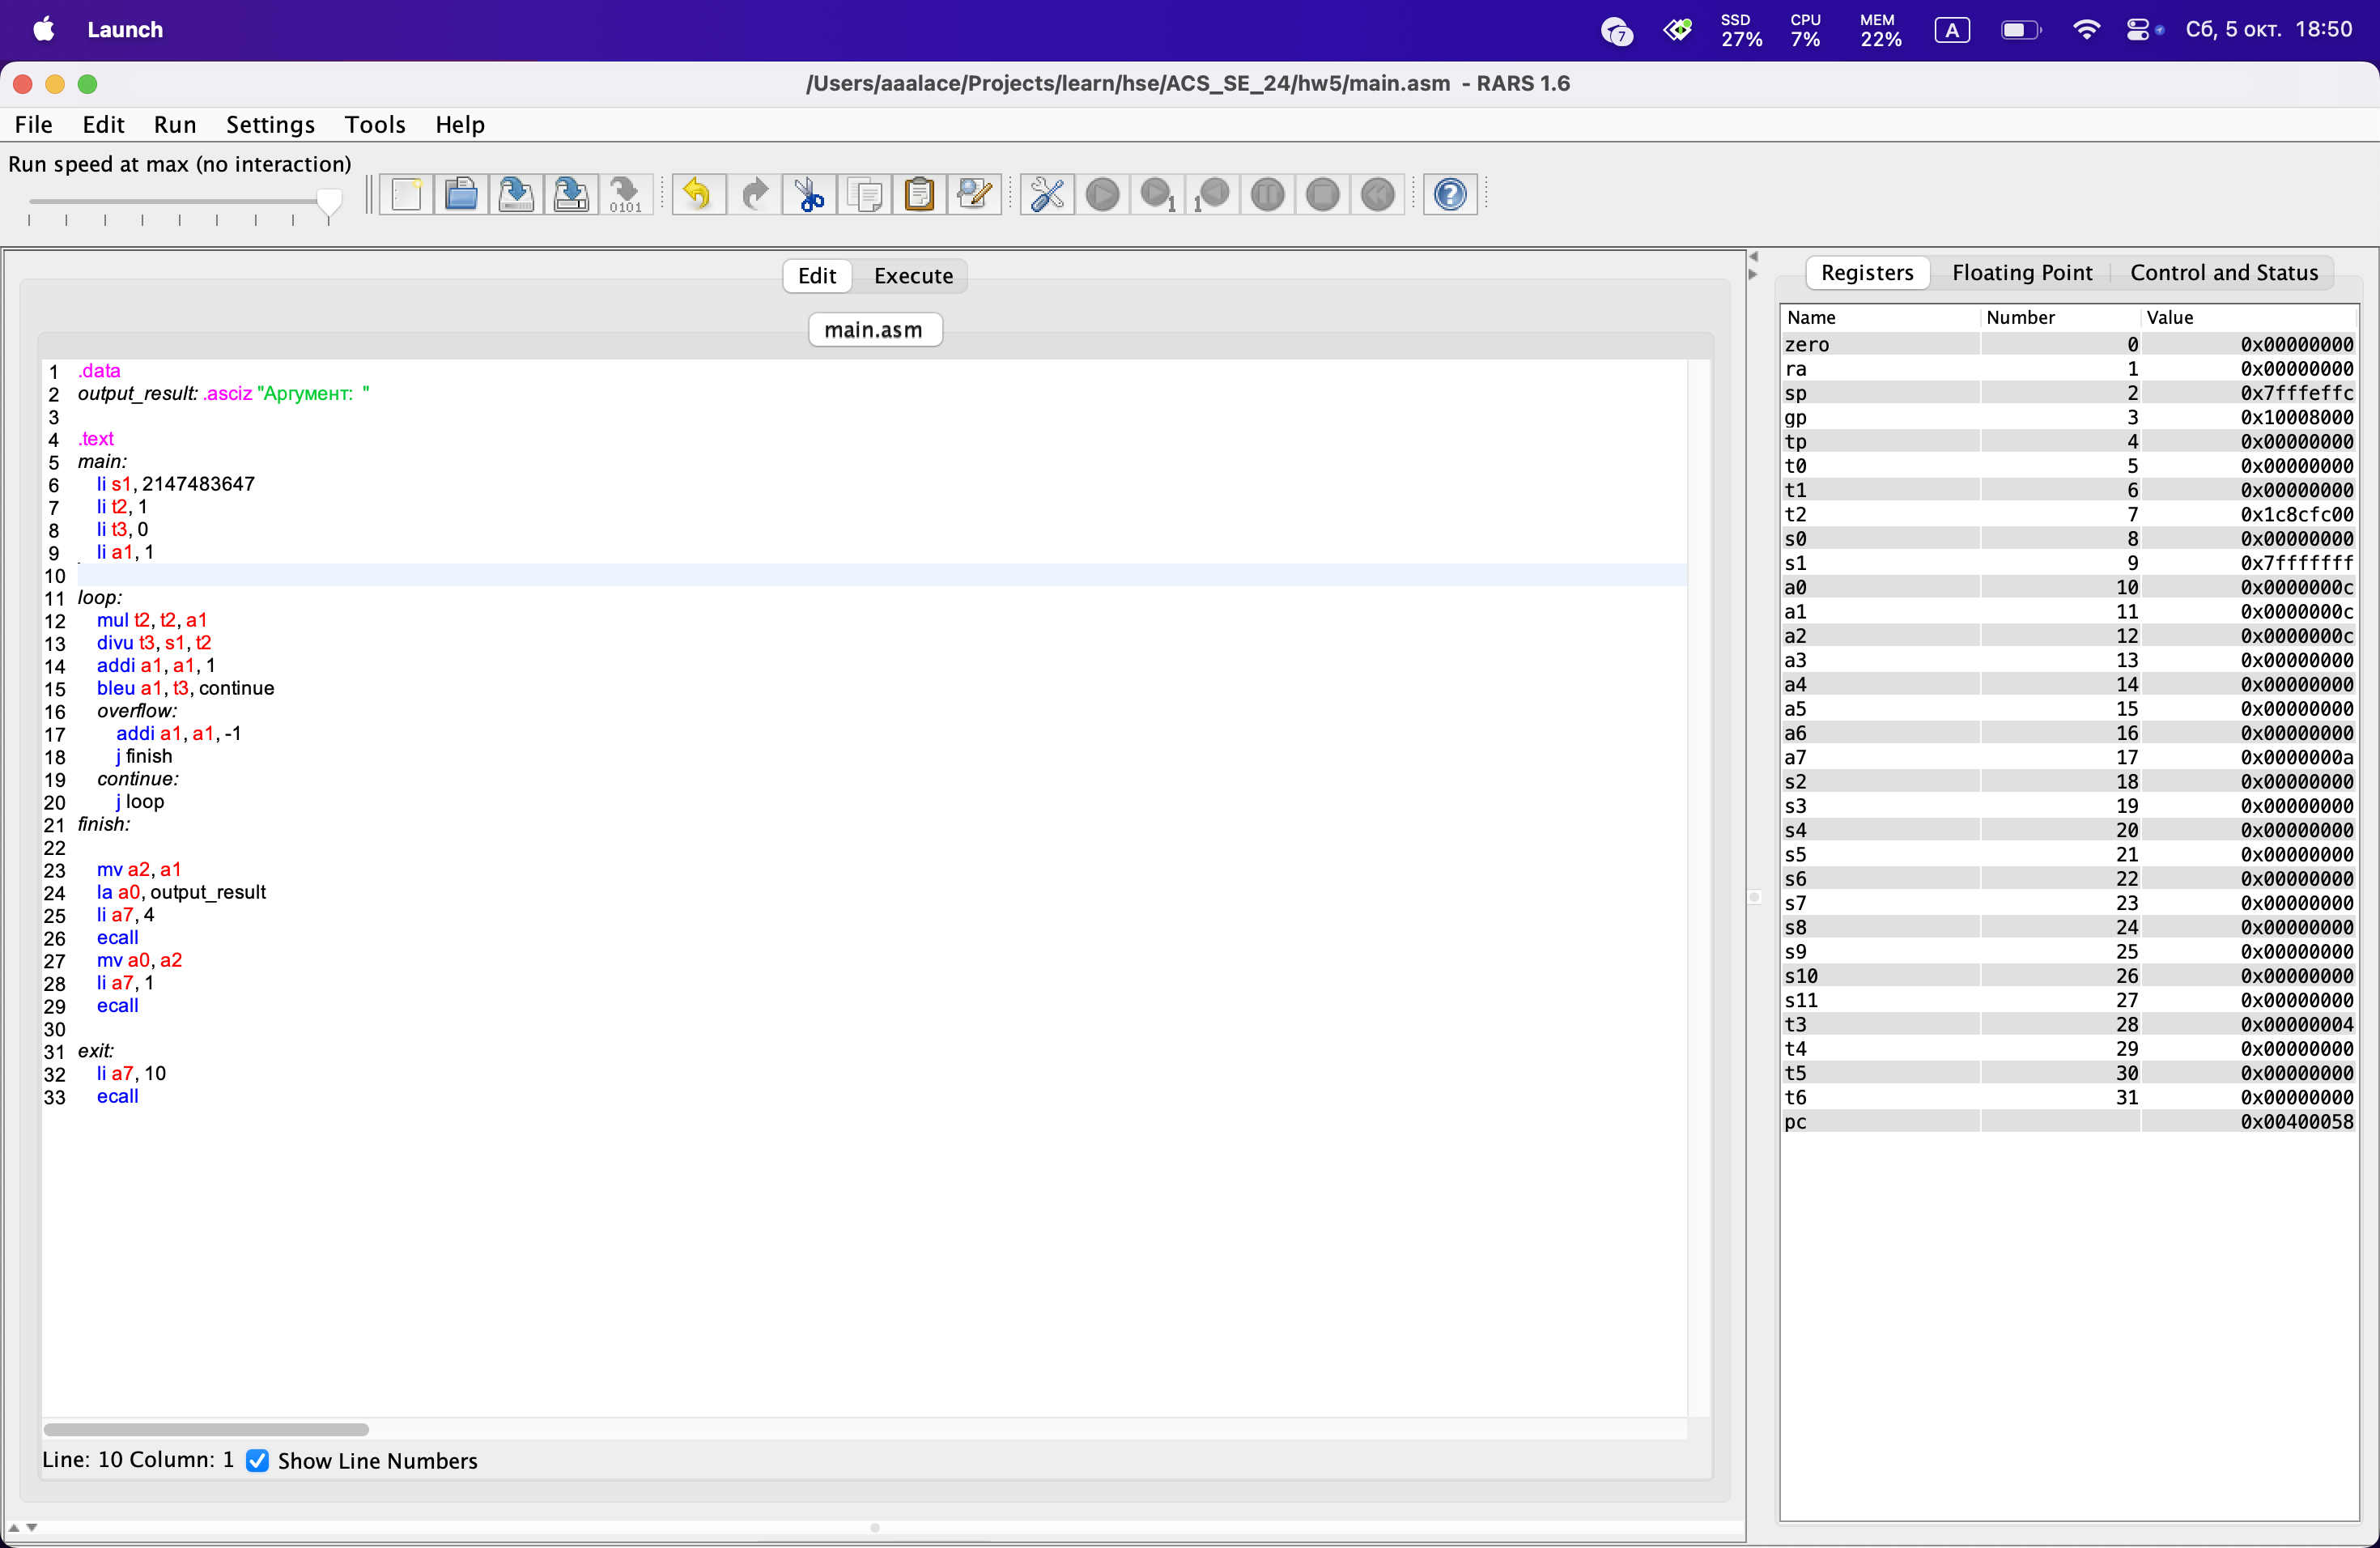 Launch 7 SSD 27% CPU 7% MEM 22% A Сб, 5 окт. 18:50
/Users/aaalace/Projects/learn/hse/ACS_SE_24/hw5/main.asm - RARS 1.6
File Edit Run Settings Tools Help
Run speed at max (no interaction)
0101 1 1 ?
Edit Execute
main.asm
1 .data
2 output_result: .asciz "Аргумент: "
3
4 .text
5 main:
6 li s1, 2147483647
7 li t2, 1
8 li t3, 0
9 li a1, 1
10
11 loop:
12 mul t2, t2, a1
13 divu t3, s1, t2
14 addi a1, a1, 1
15 bleu a1, t3, continue
16 overflow:
17 addi a1, a1, -1
18 j finish
19 continue:
20 j loop
21 finish:
22
23 mv a2, a1
24 la a0, output_result
25 li a7, 4
26 ecall
27 mv a0, a2
28 li a7, 1
29 ecall
30
31 exit:
32 li a7, 10
33 ecall
Line: 10 Column: 1 Show Line Numbers
Registers Floating Point Control and Status
Name Number Value
zero 0 0x00000000
ra 1 0x00000000
sp 2 0x7fffeffc
gp 3 0x10008000
tp 4 0x00000000
t0 5 0x00000000
t1 6 0x00000000
t2 7 0x1c8cfc00
s0 8 0x00000000
s1 9 0x7fffffff
a0 10 0x0000000c
a1 11 0x0000000c
a2 12 0x0000000c
a3 13 0x00000000
a4 14 0x00000000
a5 15 0x00000000
a6 16 0x00000000
a7 17 0x0000000a
s2 18 0x00000000
s3 19 0x00000000
s4 20 0x00000000
s5 21 0x00000000
s6 22 0x00000000
s7 23 0x00000000
s8 24 0x00000000
s9 25 0x00000000
s10 26 0x00000000
s11 27 0x00000000
t3 28 0x00000004
t4 29 0x00000000
t5 30 0x00000000
t6 31 0x00000000
pc 0x00400058